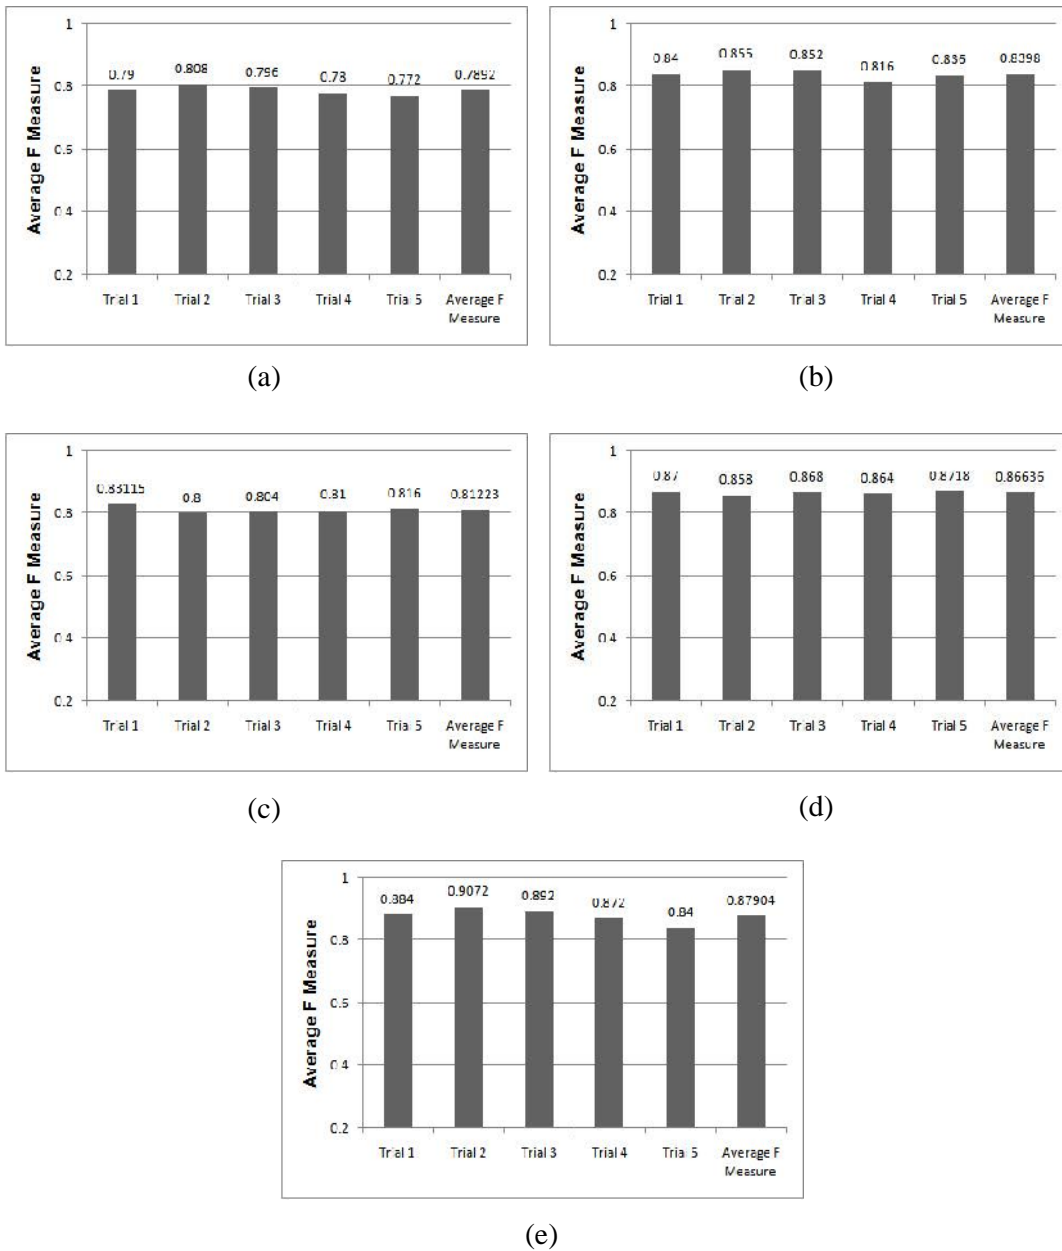 1
0.8
0.6
0.4
0.2
Average F Measure
0.79
0.808
0.796
0.78
0.772
0.7892
Trial 1
Trial 2
Trial 3
Trial 4
Trial 5
Average F
Measure
(a)
1
0.8
0.6
0.4
0.2
Average F Measure
0.84
0.855
0.852
0.816
0.835
0.8398
Trial 1
Trial 2
Trial 3
Trial 4
Trial 5
Average F
Measure
(b)
1
0.8
0.6
0.4
0.2
Average F Measure
0.83115
0.8
0.804
0.81
0.816
0.81223
Trial 1
Trial 2
Trial 3
Trial 4
Trial 5
Average F
Measure
(c)
1
0.8
0.6
0.4
0.2
Average F Measure
0.87
0.858
0.868
0.864
0.8718
0.86636
Trial 1
Trial 2
Trial 3
Trial 4
Trial 5
Average F
Measure
(d)
1
0.8
0.6
0.4
0.2
Average F Measure
0.884
0.9072
0.892
0.872
0.84
0.87904
Trial 1
Trial 2
Trial 3
Trial 4
Trial 5
Average F
Measure
(e)